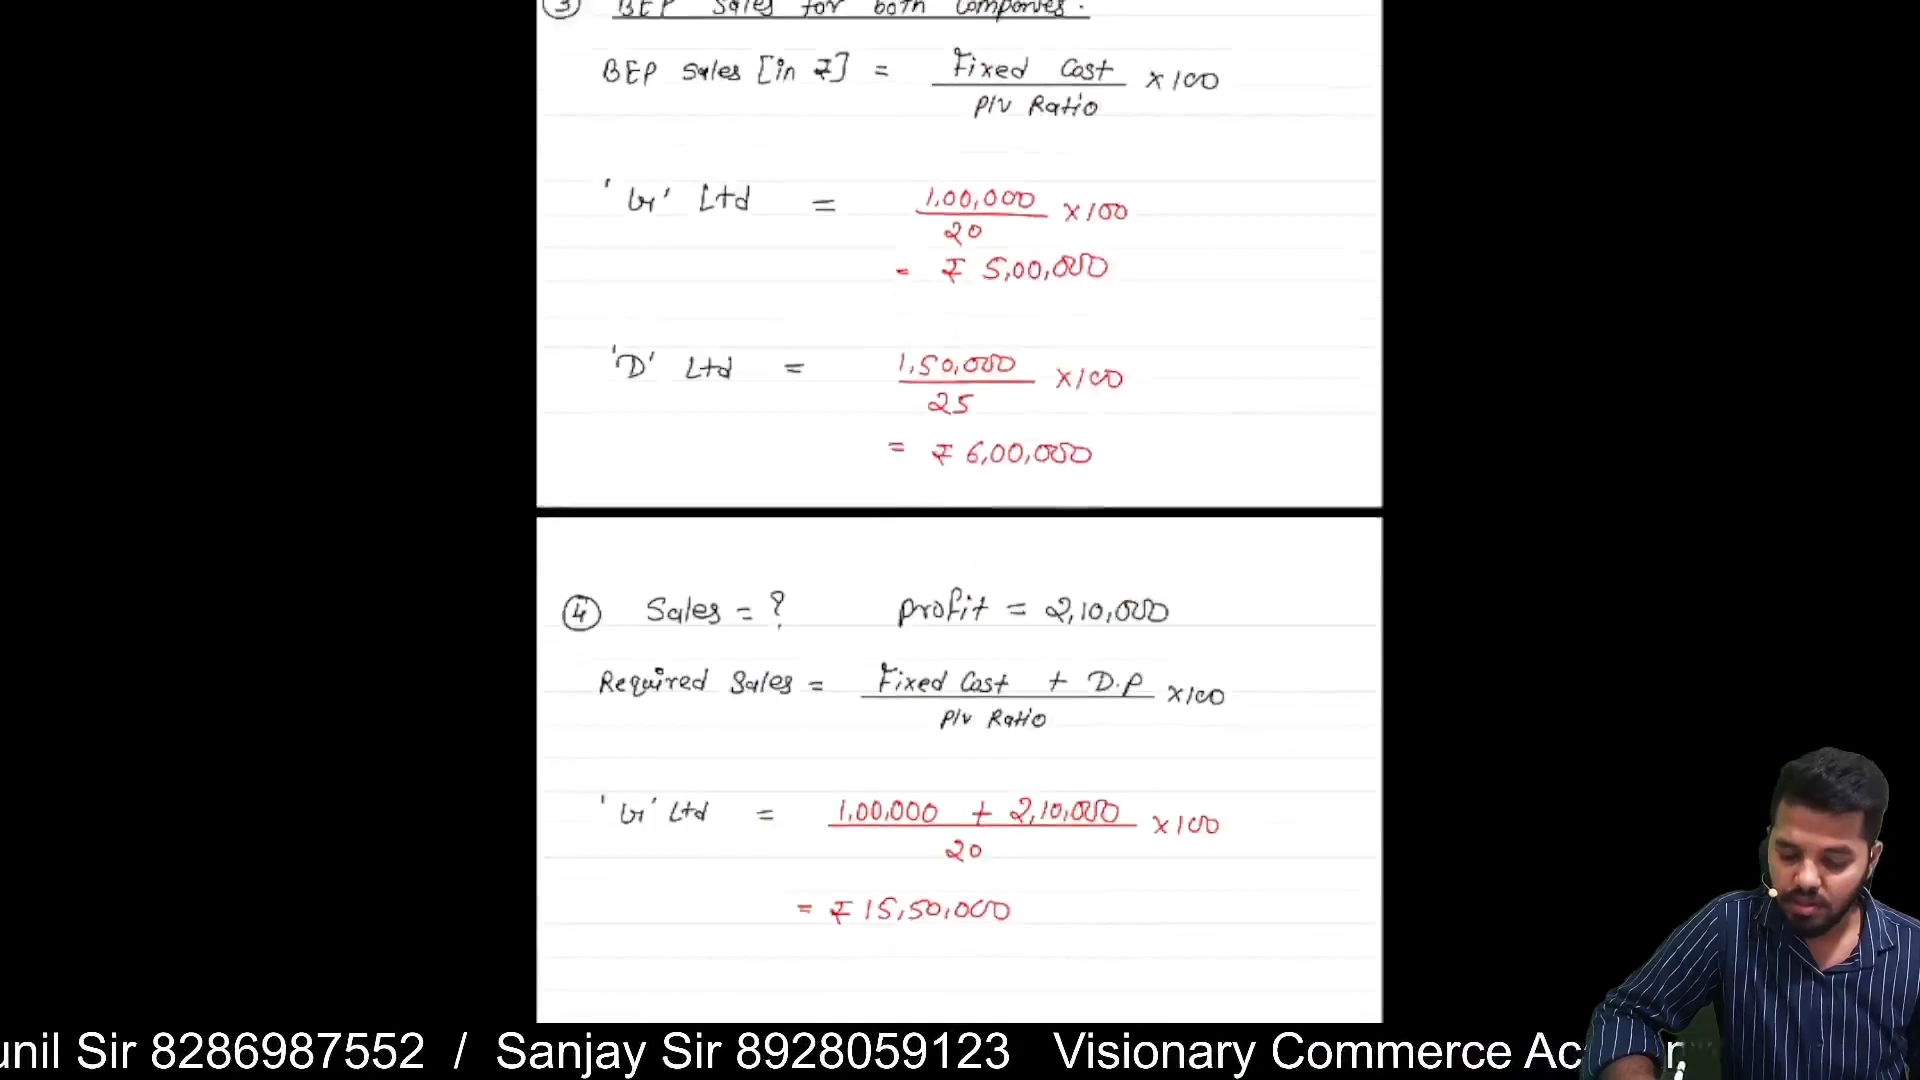 ③ BEP Sales for both Companies.
BEP Sales [in ₹] = Fixed Cost / P/V Ratio × 100
'G' Ltd = 1,00,000 / 20 × 100
= ₹ 5,00,000
'D' Ltd = 1,50,000 / 25 × 100
= ₹ 6,00,000
④ Sales = ? Profit = 2,10,000
Required Sales = Fixed Cost + D.P / P/V Ratio × 100
'G' Ltd = 1,00,000 + 2,10,000 / 20 × 100
= ₹ 15,50,000
unil Sir 8286987552 / Sanjay Sir 8928059123 Visionary Commerce Ac